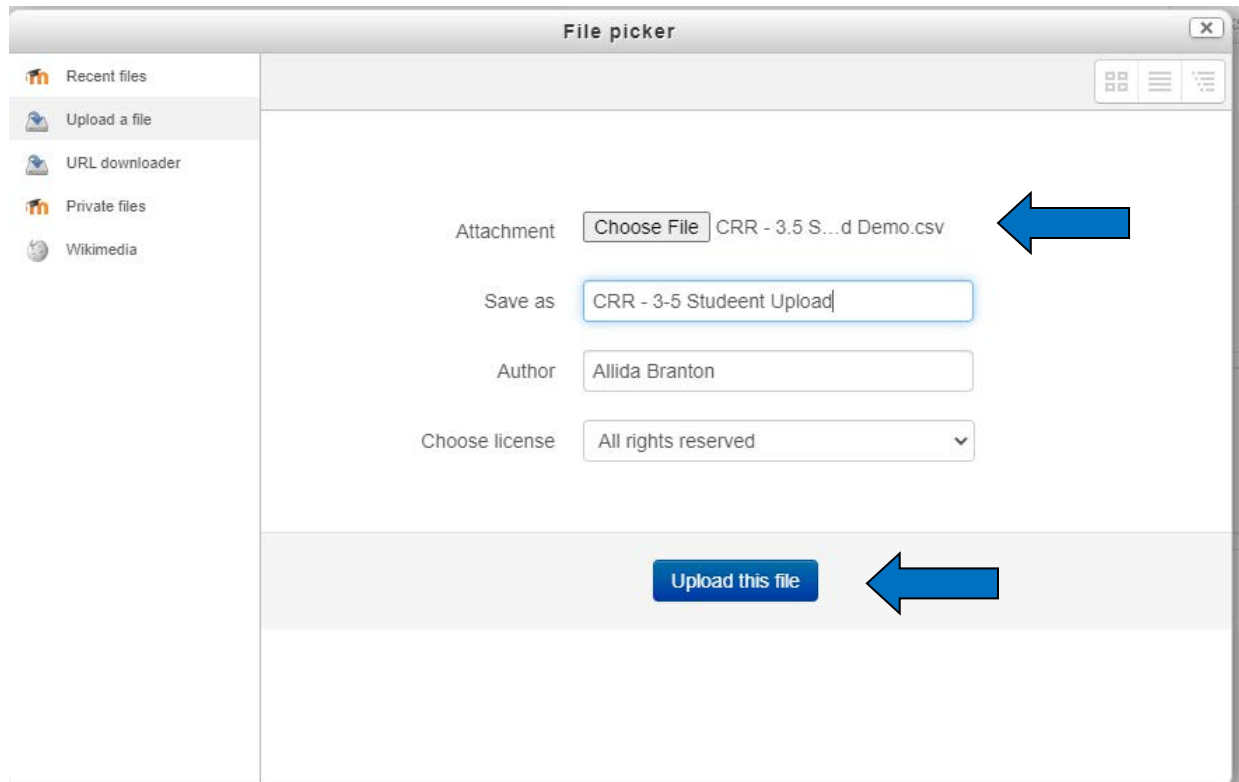 File picker
Recent files
Upload a file
URL downloader
Private files
Wikimedia
Attachment Choose File CRR - 3.5 S...d Demo.csv
Save as CRR - 3-5 Studeent Upload
Author Allida Branton
Choose license All rights reserved
Upload this file